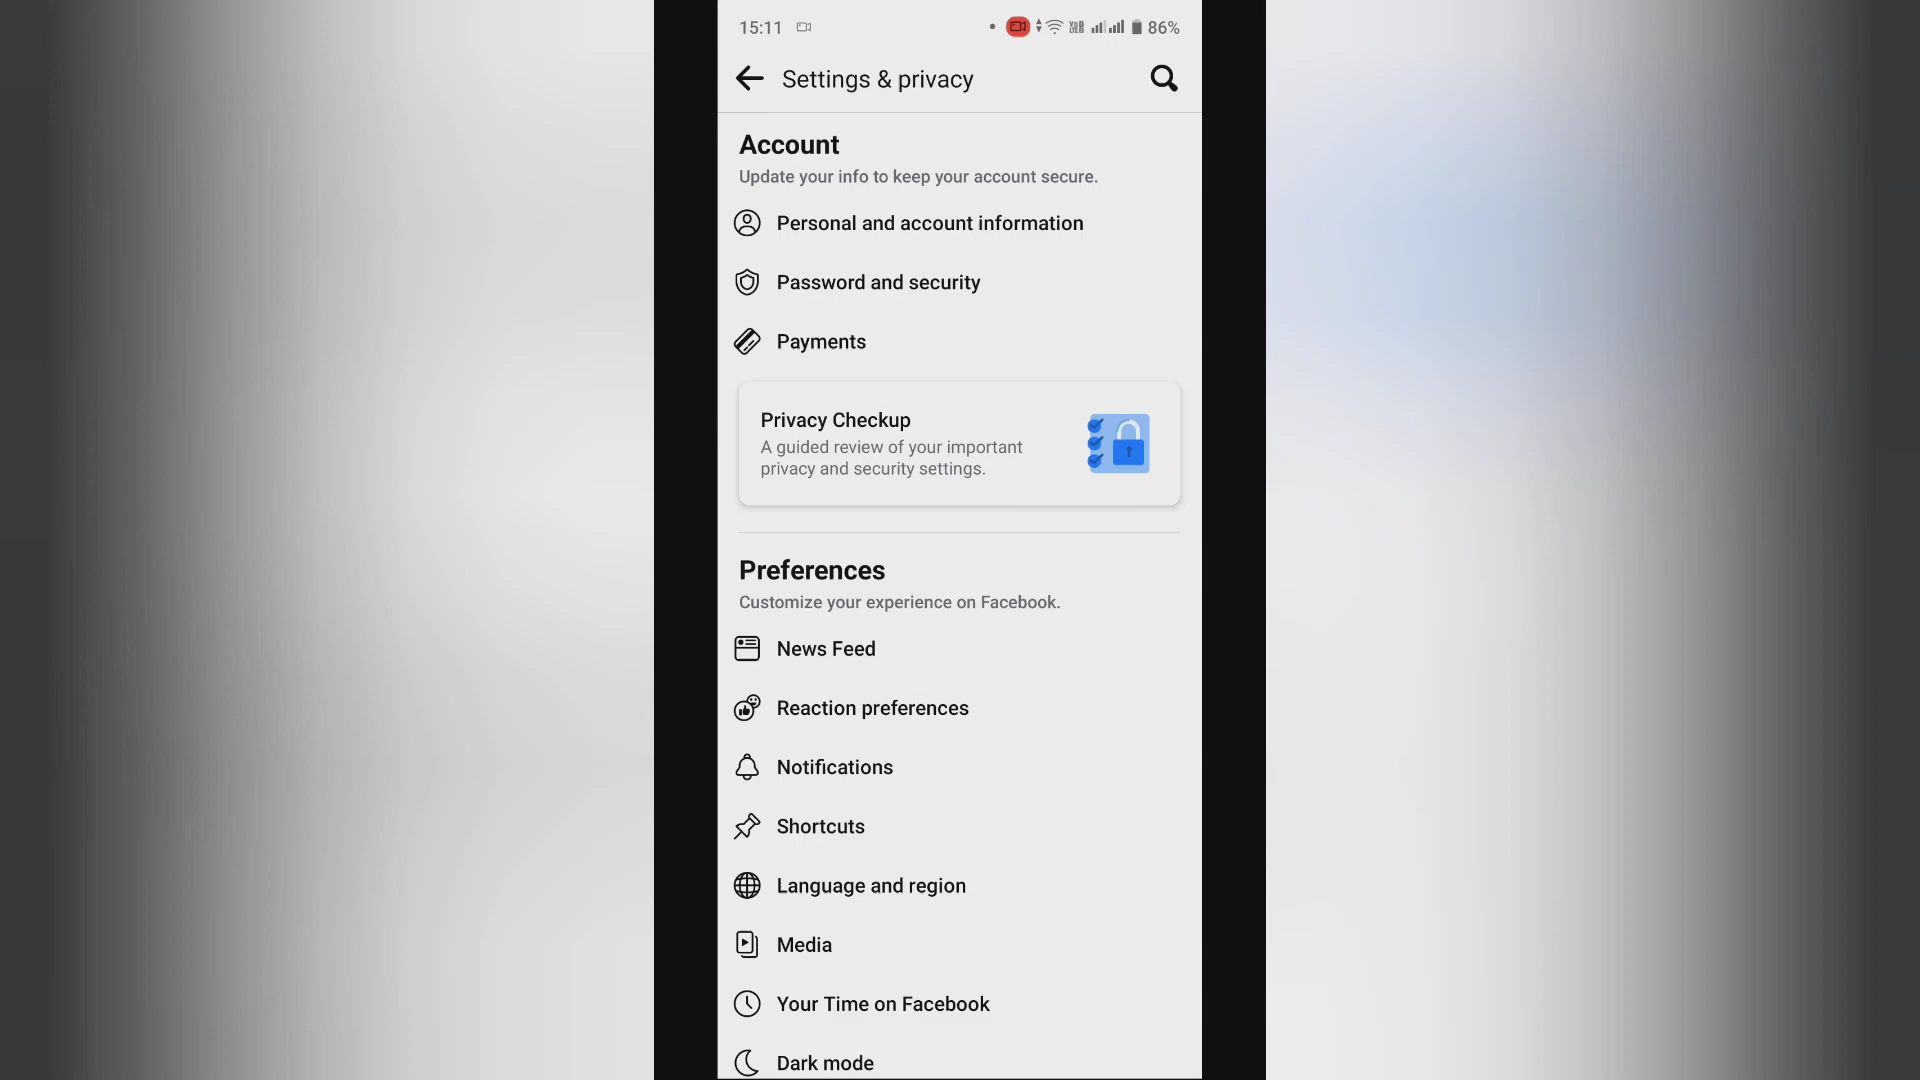 15:11
86%
Settings & privacy
Account
Update your info to keep your account secure.
Personal and account information
Password and security
Payments
Privacy Checkup
A guided review of your important
privacy and security settings.
Preferences
Customize your experience on Facebook.
News Feed
Reaction preferences
Notifications
Shortcuts
Language and region
Media
Your Time on Facebook
Dark mode